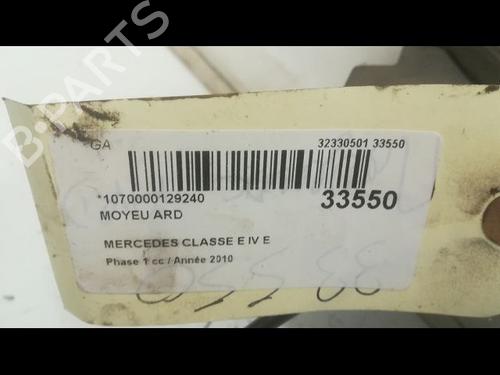 B-PARTS
GA
32330501 33550
*1070000129240
33550
MOYEU ARD
MERCEDES CLASSE E IV E
Phase 1 cc / Année 2010